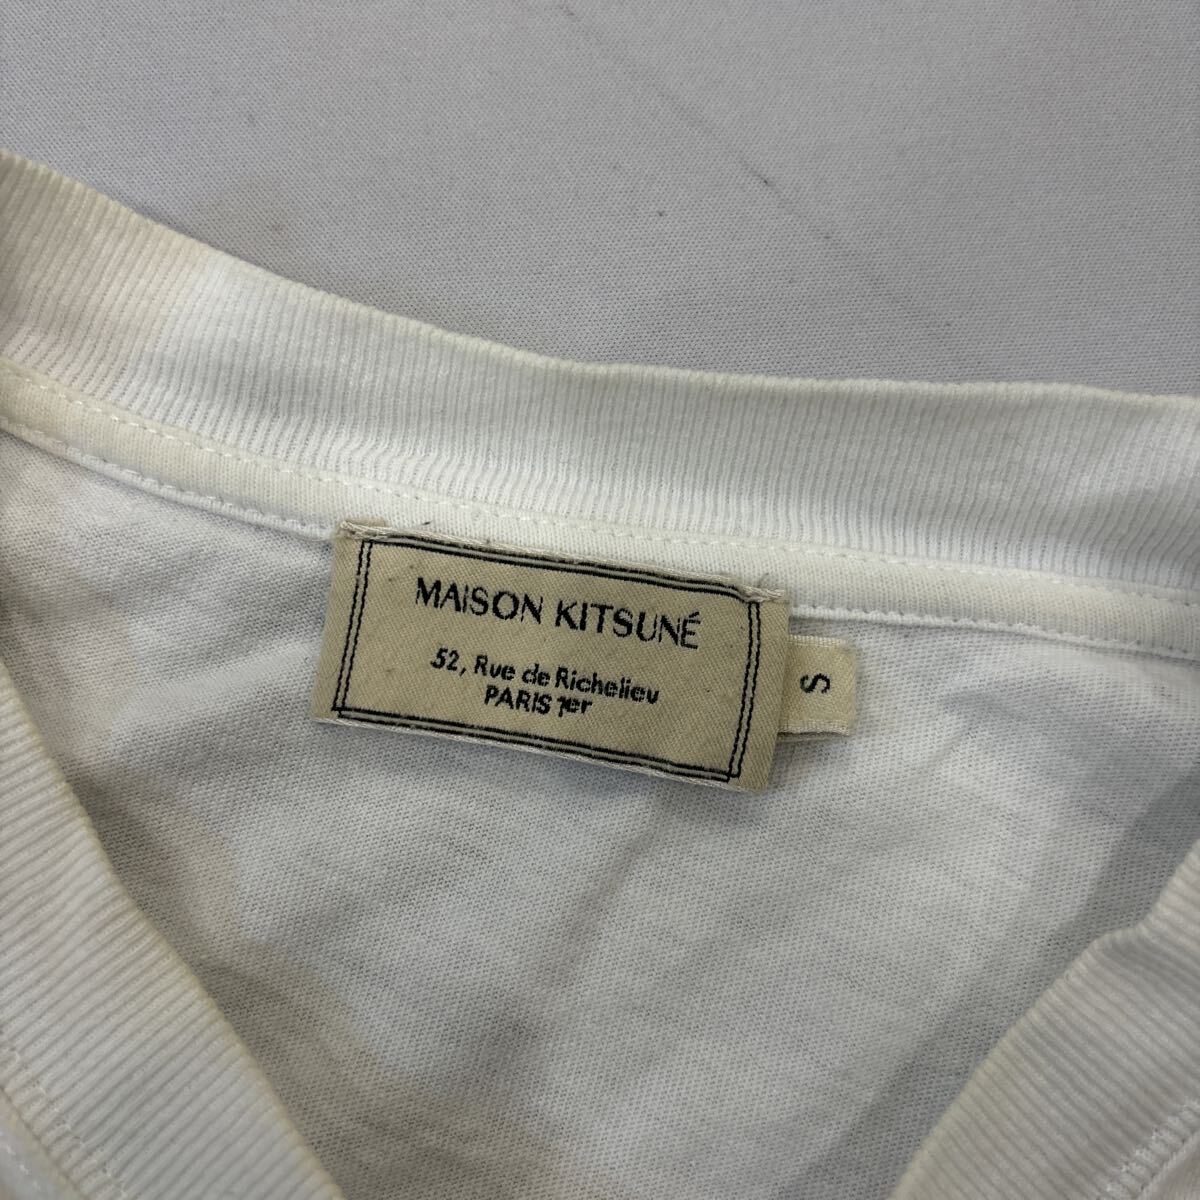 MAISON KITSUNÉ
52, Rue de Richelieu
PARIS 1er
S